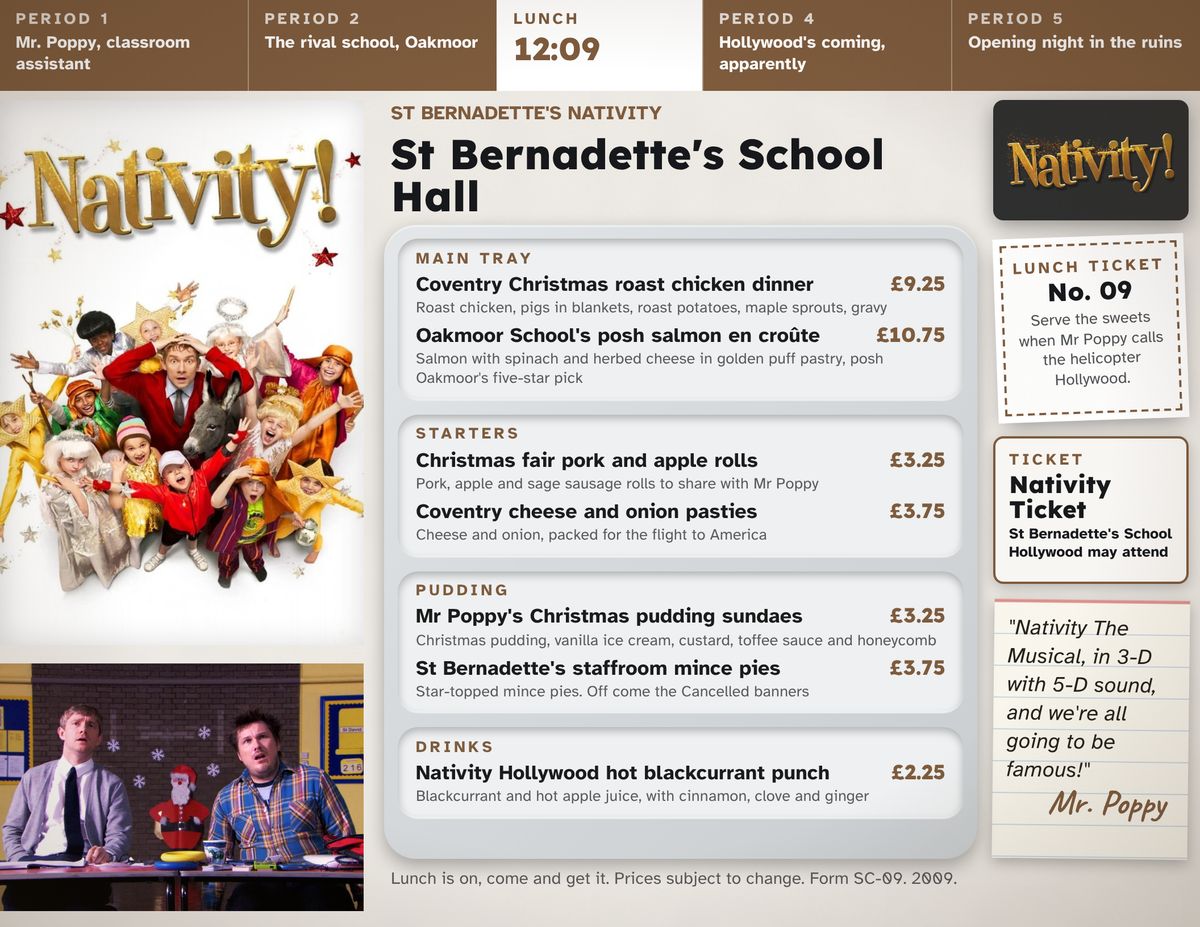 PERIOD 1
Mr. Poppy, classroom
assistant
PERIOD 2
The rival school, Oakmoor
LUNCH
12:09
PERIOD 4
Hollywood's coming,
apparently
PERIOD 5
Opening night in the ruins
Nativity!
ST BERNADETTE'S NATIVITY
St Bernadette's School
Hall
MAIN TRAY
Coventry Christmas roast chicken dinner £9.25
Roast chicken, pigs in blankets, roast potatoes, maple sprouts, gravy
Oakmoor School's posh salmon en croûte £10.75
Salmon with spinach and herbed cheese in golden puff pastry, posh
Oakmoor's five-star pick
STARTERS
Christmas fair pork and apple rolls £3.25
Pork, apple and sage sausage rolls to share with Mr Poppy
Coventry cheese and onion pasties £3.75
Cheese and onion, packed for the flight to America
PUDDING
Mr Poppy's Christmas pudding sundaes £3.25
Christmas pudding, vanilla ice cream, custard, toffee sauce and honeycomb
St Bernadette's staffroom mince pies £3.75
Star-topped mince pies. Off come the Cancelled banners
DRINKS
Nativity Hollywood hot blackcurrant punch £2.25
Blackcurrant and hot apple juice, with cinnamon, clove and ginger
Lunch is on, come and get it. Prices subject to change. Form SC-09. 2009.
Nativity!
LUNCH TICKET
No. 09
Serve the sweets
when Mr Poppy calls
the helicopter
Hollywood.
TICKET
Nativity
Ticket
St Bernadette's School
Hollywood may attend
"Nativity The
Musical, in 3-D
with 5-D sound,
and we're all
going to be
famous!"
Mr. Poppy
216